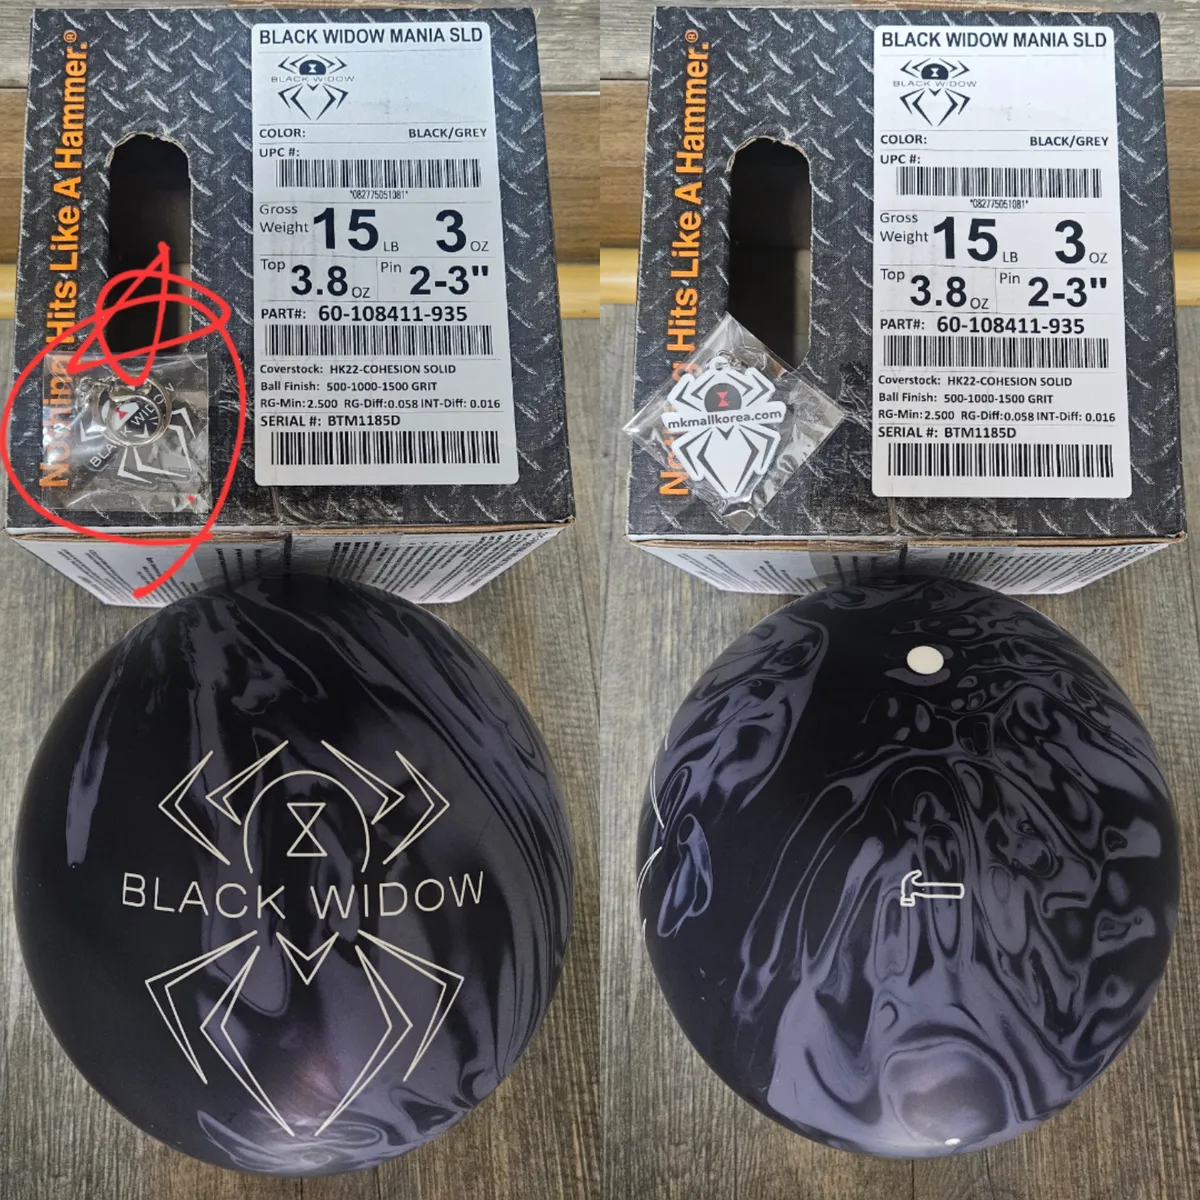 Nothing Hits Like A Hammer.®
BLACK WIDOW MANIA SLD
BLACK WIDOW
COLOR: BLACK/GREY
UPC #:
*082775051081*
Gross Weight 15 LB 3 OZ
Top 3.8 OZ Pin 2-3"
PART#: 60-108411-935
Coverstock: HK22-COHESION SOLID
Ball Finish: 500-1000-1500 GRIT
RG-Min:2.500 RG-Diff:0.058 INT-Diff: 0.016
SERIAL #: BTM1185D
BLACK WIDOW
Hits Like A Hammer.®
BLACK WIDOW MANIA SLD
BLACK WIDOW
COLOR: BLACK/GREY
UPC #:
*082775051081*
Gross Weight 15 LB 3 OZ
Top 3.8 OZ Pin 2-3"
PART#: 60-108411-935
Coverstock: HK22-COHESION SOLID
Ball Finish: 500-1000-1500 GRIT
RG-Min:2.500 RG-Diff:0.058 INT-Diff: 0.016
SERIAL #: BTM1185D
mkmallkorea.com